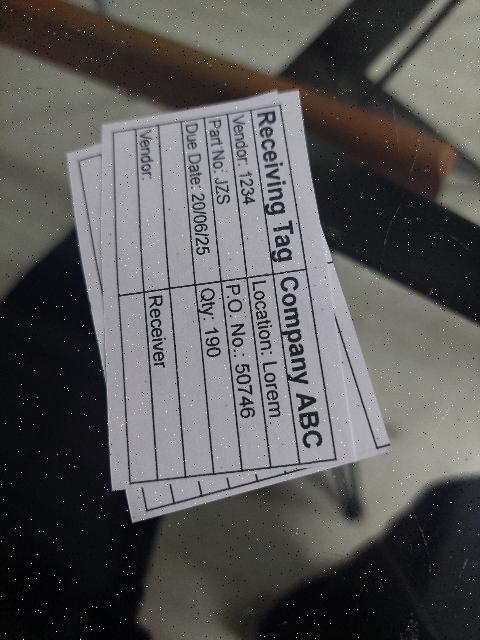 Receiving Tag Company ABC
Vendor: 1234 Location: Lorem.
Part No: JZS P.O. No.: 50746
Due Date: 20/06/25 Qty: 190
Vendor: Receiver